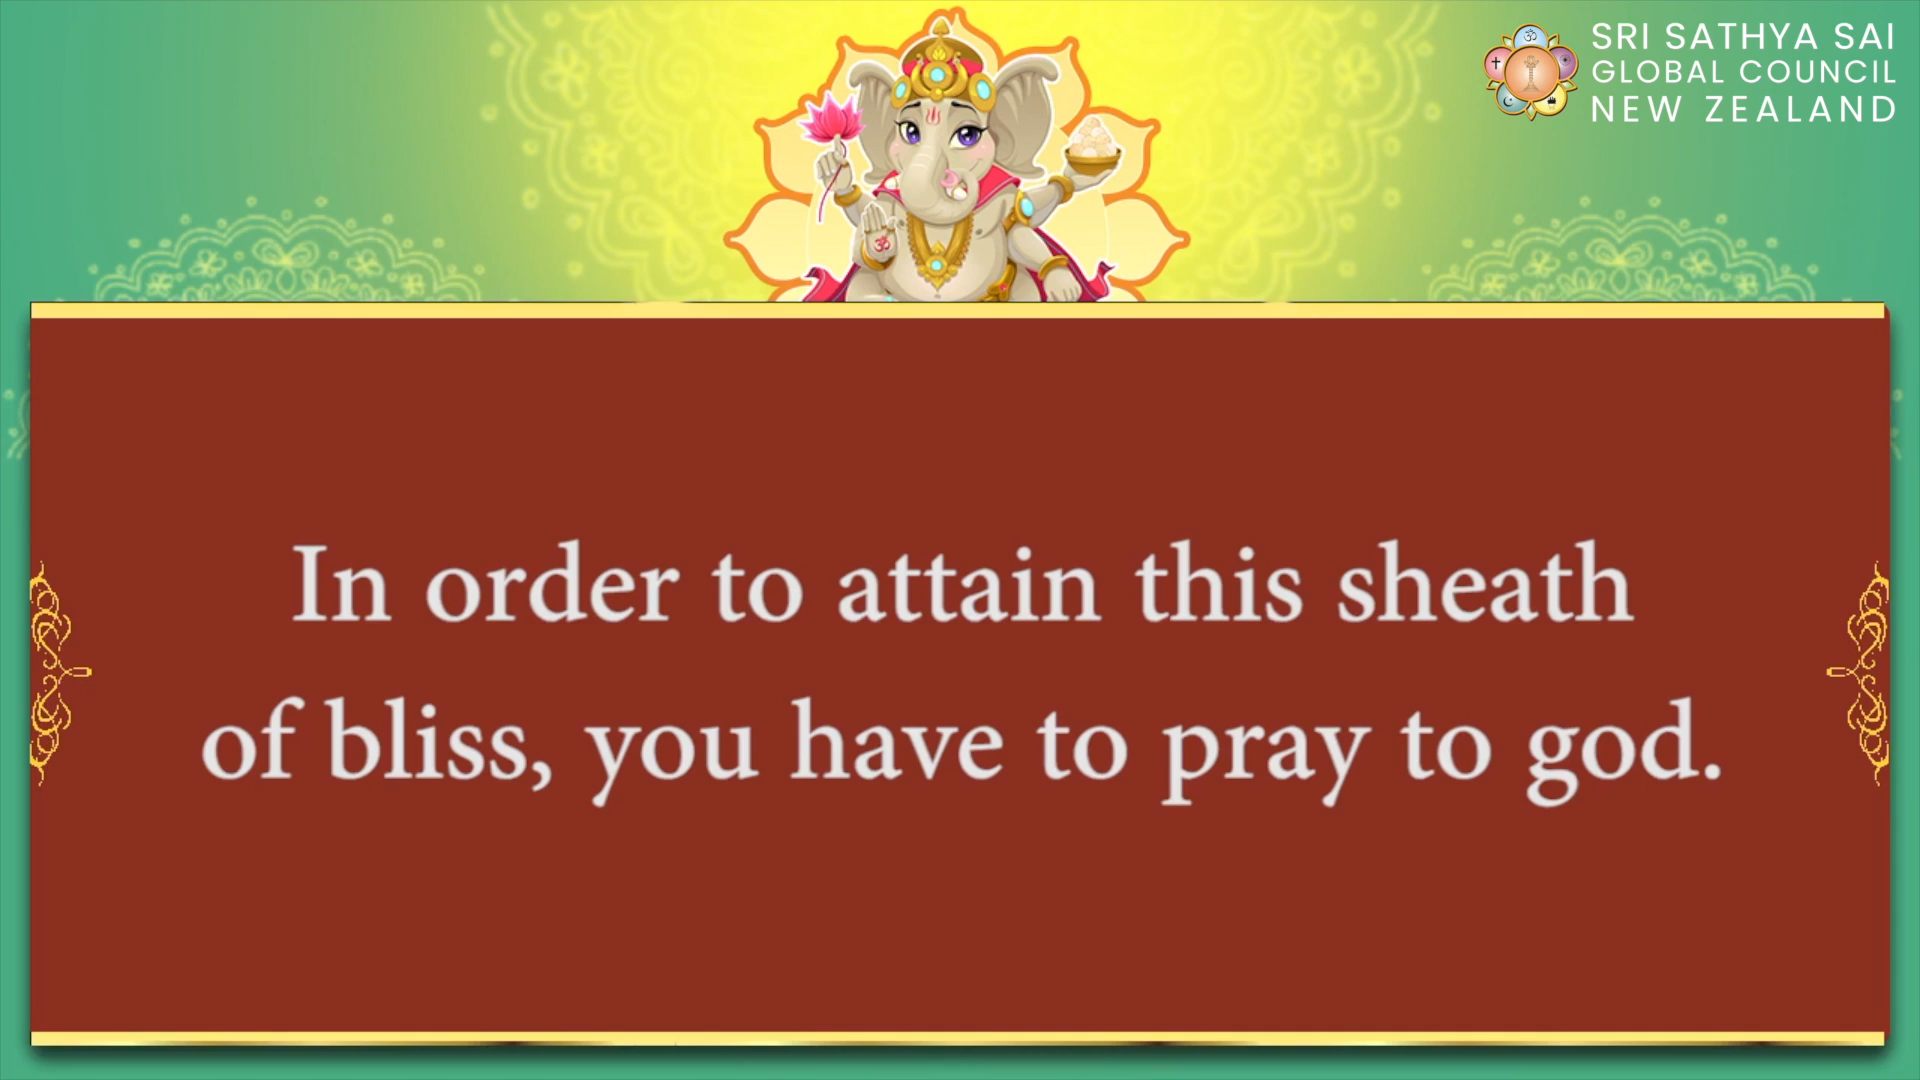 SRI SATHYA SAI
GLOBAL COUNCIL
NEW ZEALAND
In order to attain this sheath
of bliss, you have to pray to god.